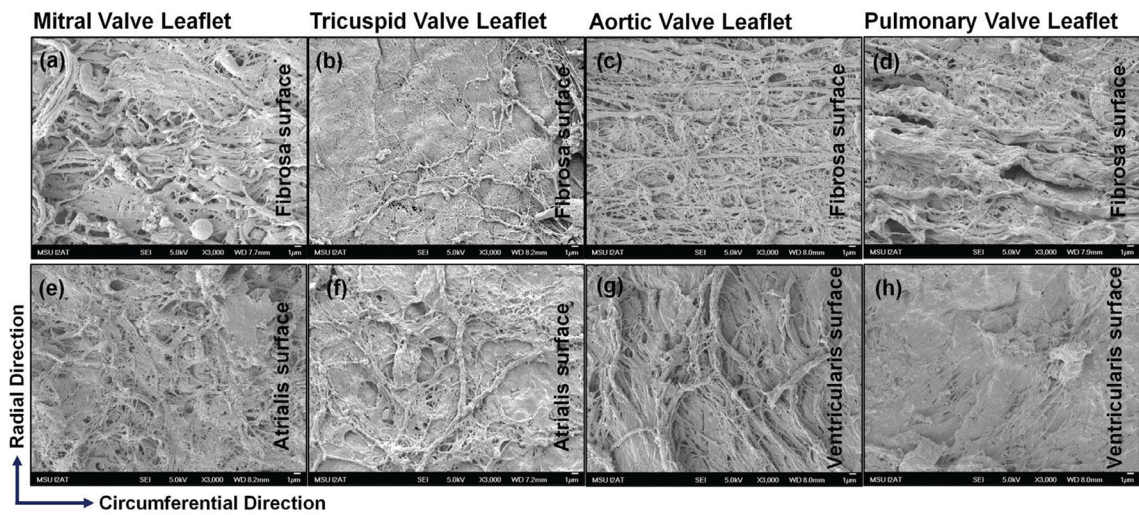 Mitral Valve Leaflet
Tricuspid Valve Leaflet
Aortic Valve Leaflet
Pulmonary Valve Leaflet
(a)
Fibrosa surface
MSU I2AT SEI 5.0kV X3,000 WD 7.7mm 1μm
(b)
Fibrosa surface
MSU I2AT SEI 5.0kV X3,000 WD 8.2mm 1μm
(c)
Fibrosa surface
MSU I2AT SEI 5.0kV X3,000 WD 8.0mm 1μm
(d)
Fibrosa surface
MSU I2AT SEI 5.0kV X3,000 WD 7.9mm 1μm
(e)
Atrialis surface
MSU I2AT SEI 5.0kV X3,000 WD 8.2mm 1μm
(f)
Atrialis surface
MSU I2AT SEI 5.0kV X3,000 WD 7.2mm 1μm
(g)
Ventricularis surface
MSU I2AT SEI 5.0kV X3,000 WD 8.0mm 1μm
(h)
Ventricularis surface
MSU I2AT SEI 5.0kV X3,000 WD 8.0mm 1μm
Radial Direction
Circumferential Direction